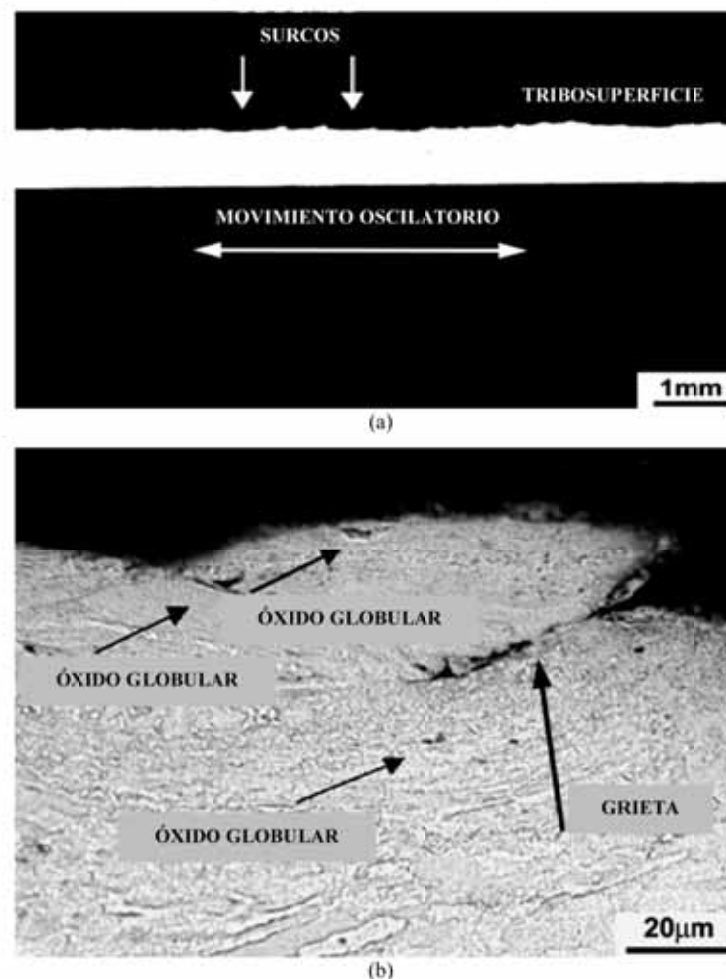 SURCOS
TRIBOSUPERFICIE
MOVIMIENTO OSCILATORIO
1mm
(a)
ÓXIDO GLOBULAR
ÓXIDO GLOBULAR
ÓXIDO GLOBULAR
GRIETA
20µm
(b)